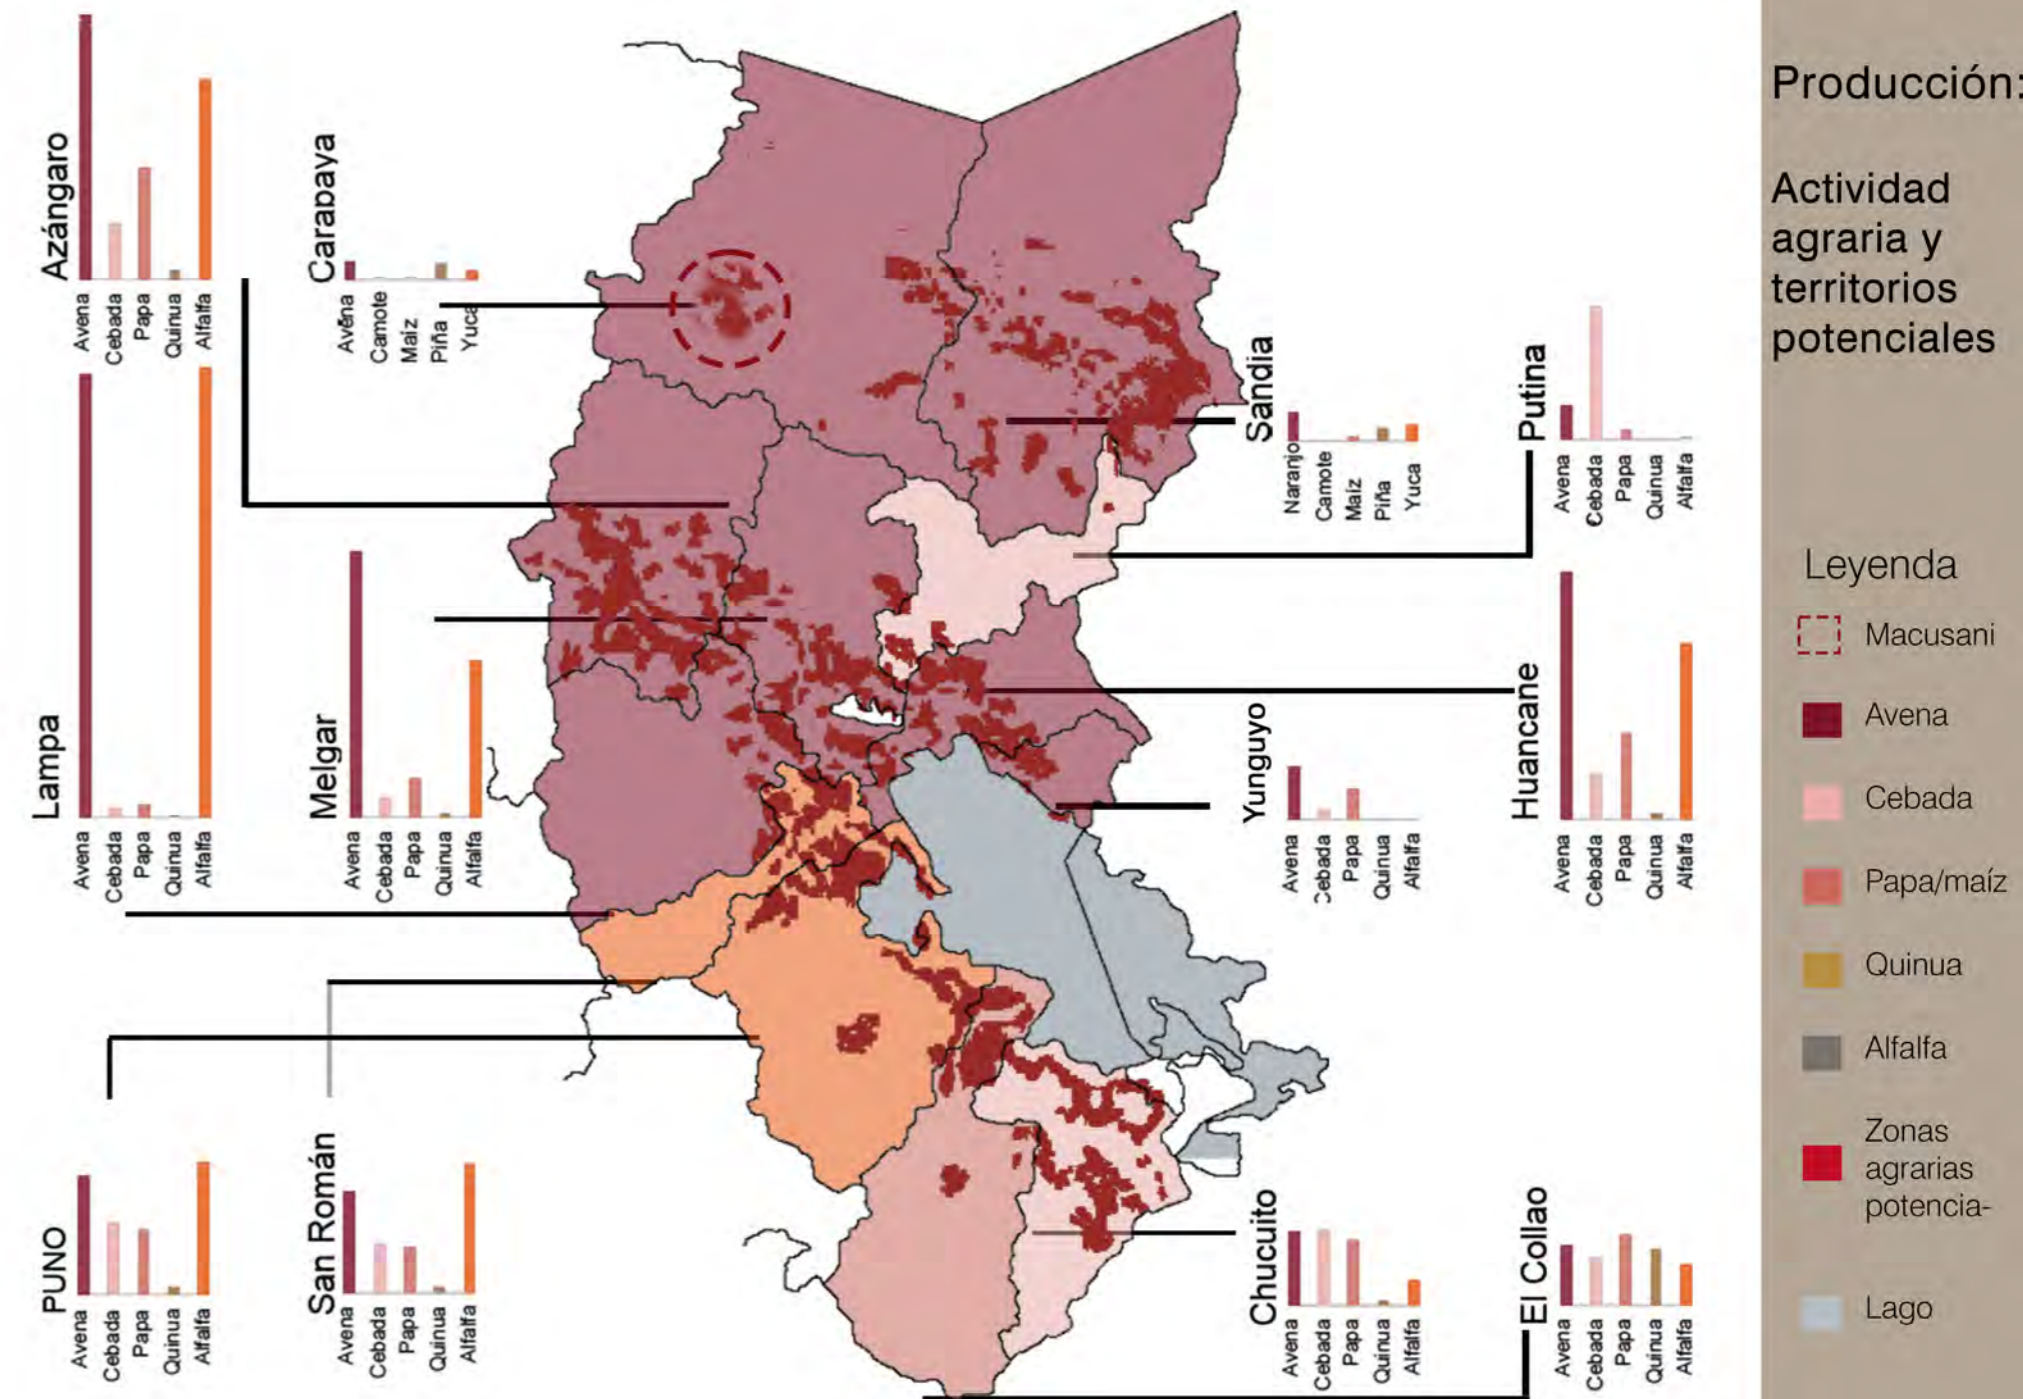 Producción:
Actividad
agraria y
territorios
potenciales
Azángaro
Avena
Cebada
Papa
Quinua
Alfalfa
Carabaya
Avena
Camote
Maiz
Piña
Yuca
Sandia
Naranjo
Camote
Maiz
Piña
Yuca
Putina
Avena
Cebada
Papa
Quinua
Alfalfa
Lampa
Avena
Cebada
Papa
Quinua
Alfalfa
Melgar
Avena
Cebada
Papa
Quinua
Alfalfa
Yunguyo
Avena
Cebada
Papa
Quinua
Alfalfa
Huancane
Avena
Cebada
Papa
Quinua
Alfalfa
PUNO
Avena
Cebada
Papa
Quinua
Alfalfa
San Román
Avena
Cebada
Papa
Quinua
Alfalfa
Chucuito
Avena
Cebada
Papa
Quinua
Alfalfa
El Collao
Avena
Cebada
Papa
Quinua
Alfalfa
Leyenda
Macusani
Avena
Cebada
Papa/maíz
Quinua
Alfalfa
Zonas
agrarias
potencia-
Lago